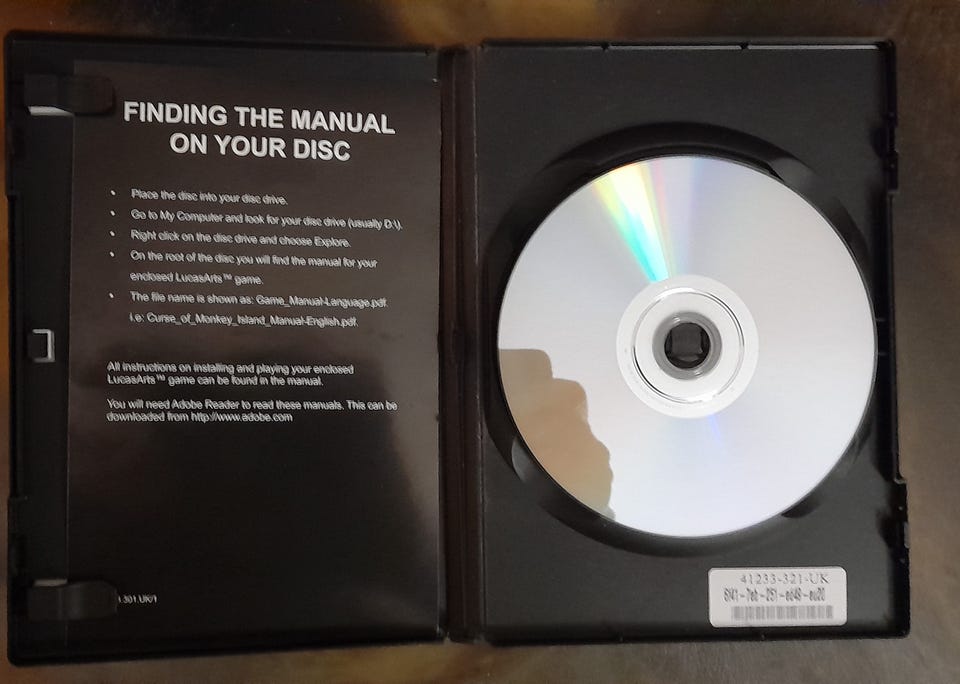 FINDING THE MANUAL
ON YOUR DISC
• Place the disc into your disc drive.
• Go to My Computer and look for your disc drive (usually D:\).
• Right click on the disc drive and choose Explore.
• On the root of the disc you will find the manual for your
enclosed LucasArts™ game.
• The file name is shown as: Game_Manual-Language.pdf.
i.e: Curse_of_Monkey_Island_Manual-English.pdf.
All instructions on installing and playing your enclosed
LucasArts™ game can be found in the manual.
You will need Adobe Reader to read these manuals. This can be
downloaded from http://www.adobe.com
.301.UK/1
41233-321-UK